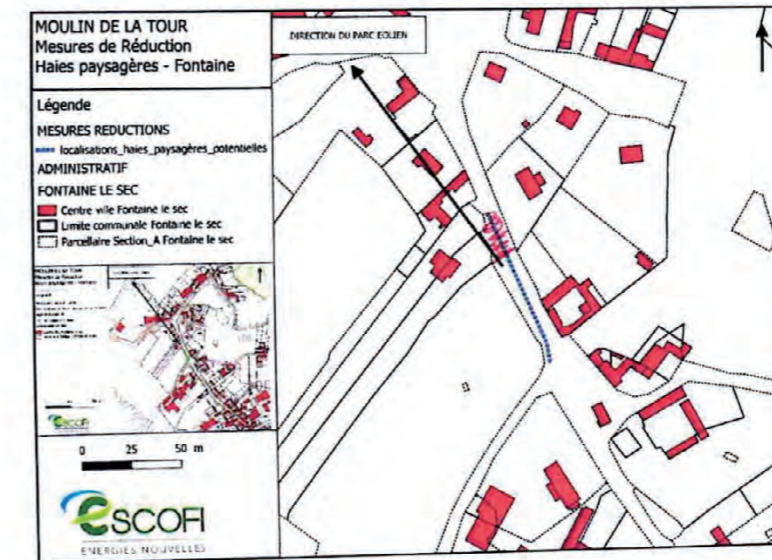 MOULIN DE LA TOUR
Mesures de Réduction
Haies paysagères - Fontaine
DIRECTION DU PARC EOLIEN
Légende
MESURES REDUCTIONS
localisations_haies_paysagères_potentielles
ADMINISTRATIF
FONTAINE LE SEC
Centre ville Fontaine le sec
Limite communale Fontaine le sec
Parcellaire Section_A Fontaine le sec
0 25 50 m
eSCOFI
ENERGIES NOUVELLES